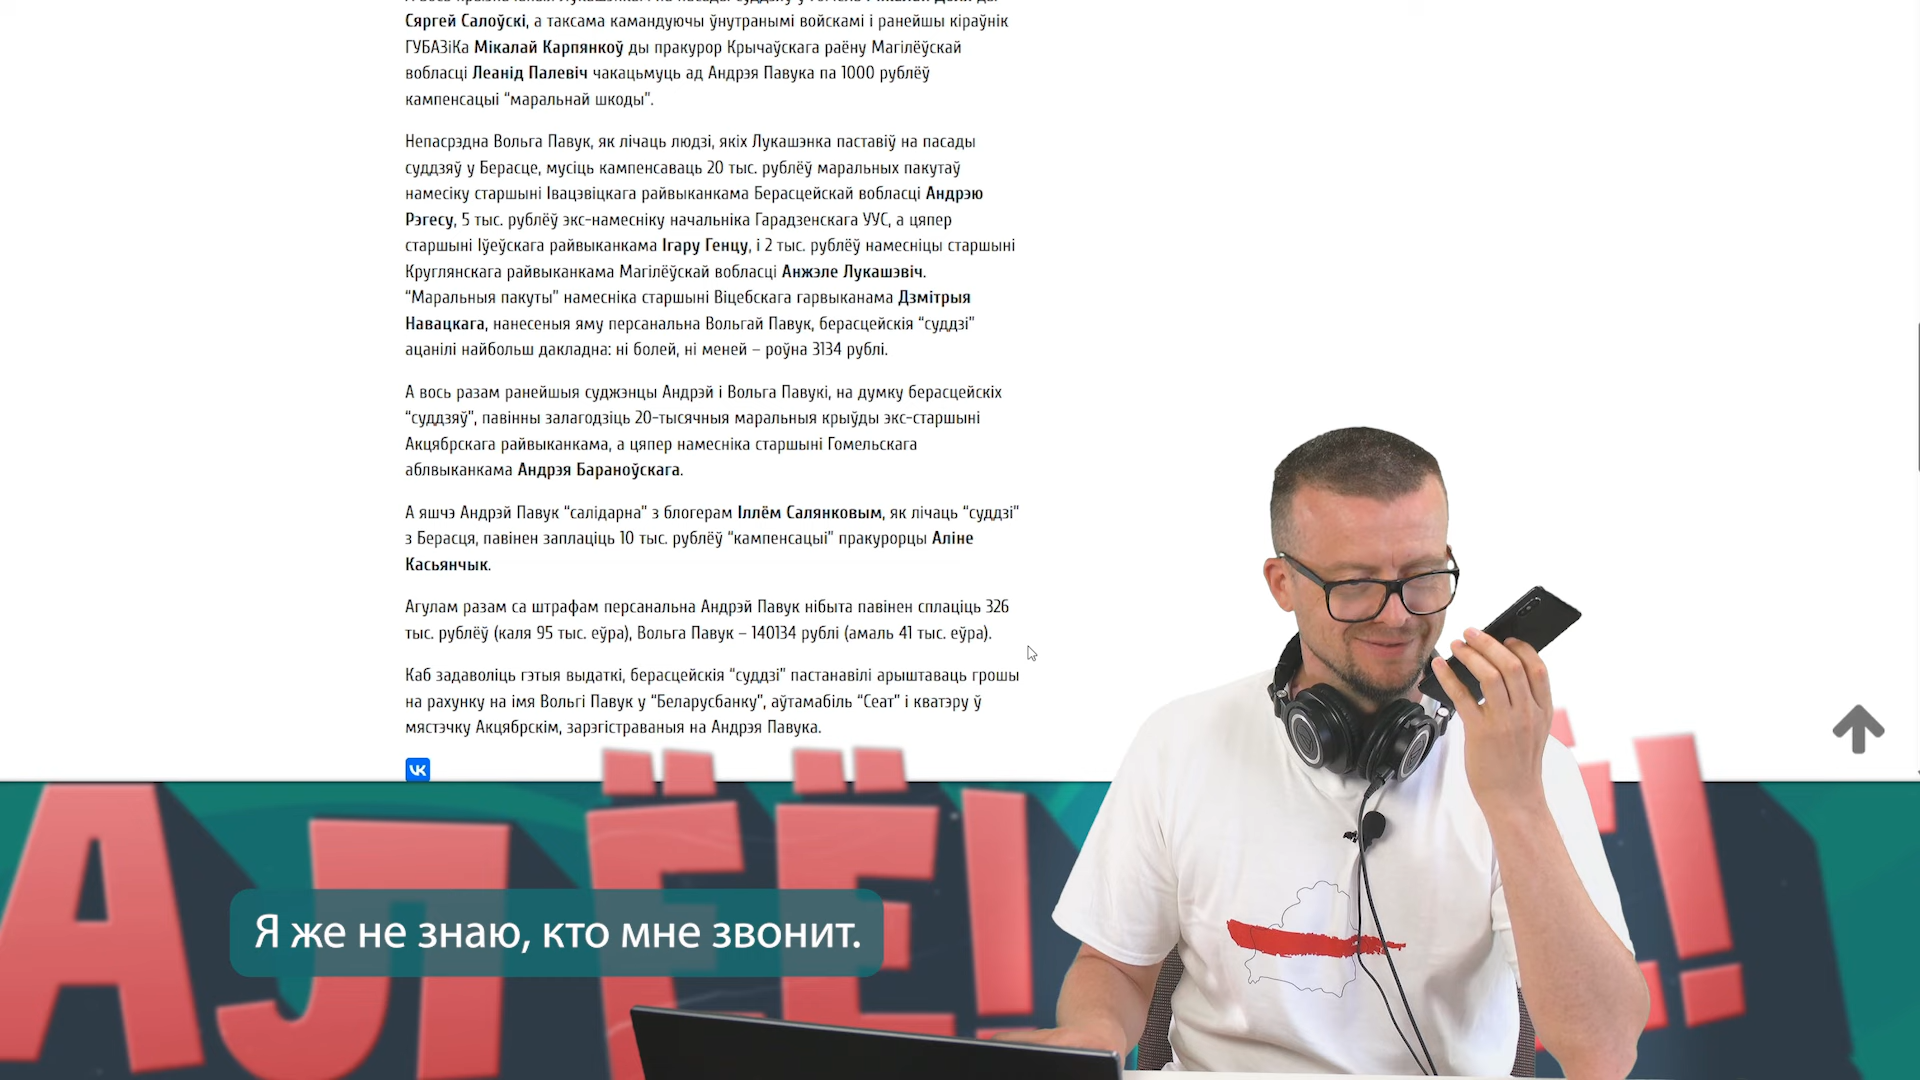 Сяргей Салоўскі, а таксама камандуючы ўнутранымі войскамі і ранейшы кіраўнік
ГУБАЗіКа Мікалай Карпянкоў ды пракурор Крычаўскага раёну Магілёўскай
вобласці Леанід Палевіч чакацьмуць ад Андрэя Павука па 1000 рублёў
кампенсацыі “маральнай шкоды”.
Непасрэдна Вольга Павук, як лічаць людзі, якіх Лукашэнка паставіў на пасады
суддзяў у Берасце, мусіць кампенсаваць 20 тыс. рублёў маральных пакутаў
намесіку старшыні Івацэвіцкага райвыканкама Берасцейскай вобласці Андрэю
Рэгесу, 5 тыс. рублёў экс-намесніку начальніка Гарадзенскага УУС, а цяпер
старшыні Іўеўскага райвыканкама Ігару Генцу, і 2 тыс. рублёў намесніцы старшыні
Круглянскага райвыканкама Магілёўскай вобласці Анжэле Лукашэвіч.
“Маральныя пакуты” намесніка старшыні Віцебскага гарвыканама Дзмітрыя
Навацкага, нанесеныя яму персанальна Вольгай Павук, берасцейскія “суддзі”
ацанілі найбольш дакладна: ні болей, ні меней – роўна 3134 рублі.
А вось разам ранейшыя суджэнцы Андрэй і Вольга Павукі, на думку берасцейскіх
“суддзяў”, павінны залагодзіць 20-тысячныя маральныя крыўды экс-старшыні
Акцябрскага райвыканкама, а цяпер намесніка старшыні Гомельскага
аблвыканкама Андрэя Бараноўскага.
А яшчэ Андрэй Павук “салідарна” з блогерам Іллём Салянковым, як лічаць “суддзі”
з Берасця, павінен заплаціць 10 тыс. рублёў “кампенсацыі” пракурорцы Аліне
Касьянчык.
Агулам разам са штрафам персанальна Андрэй Павук нібыта павінен сплаціць 326
тыс. рублёў (каля 95 тыс. еўра), Вольга Павук – 140134 рублі (амаль 41 тыс. еўра).
Каб задаволіць гэтыя выдаткі, берасцейскія “суддзі” пастанавілі арыштаваць грошы
на рахунку на імя Вольгі Павук у “Беларусбанку”, аўтамабіль “Сеат” і кватэру ў
мястэчку Акцябрскім, зарэгістраваныя на Андрэя Павука.
АЛЁЁ!
Я же не знаю, кто мне звонит.